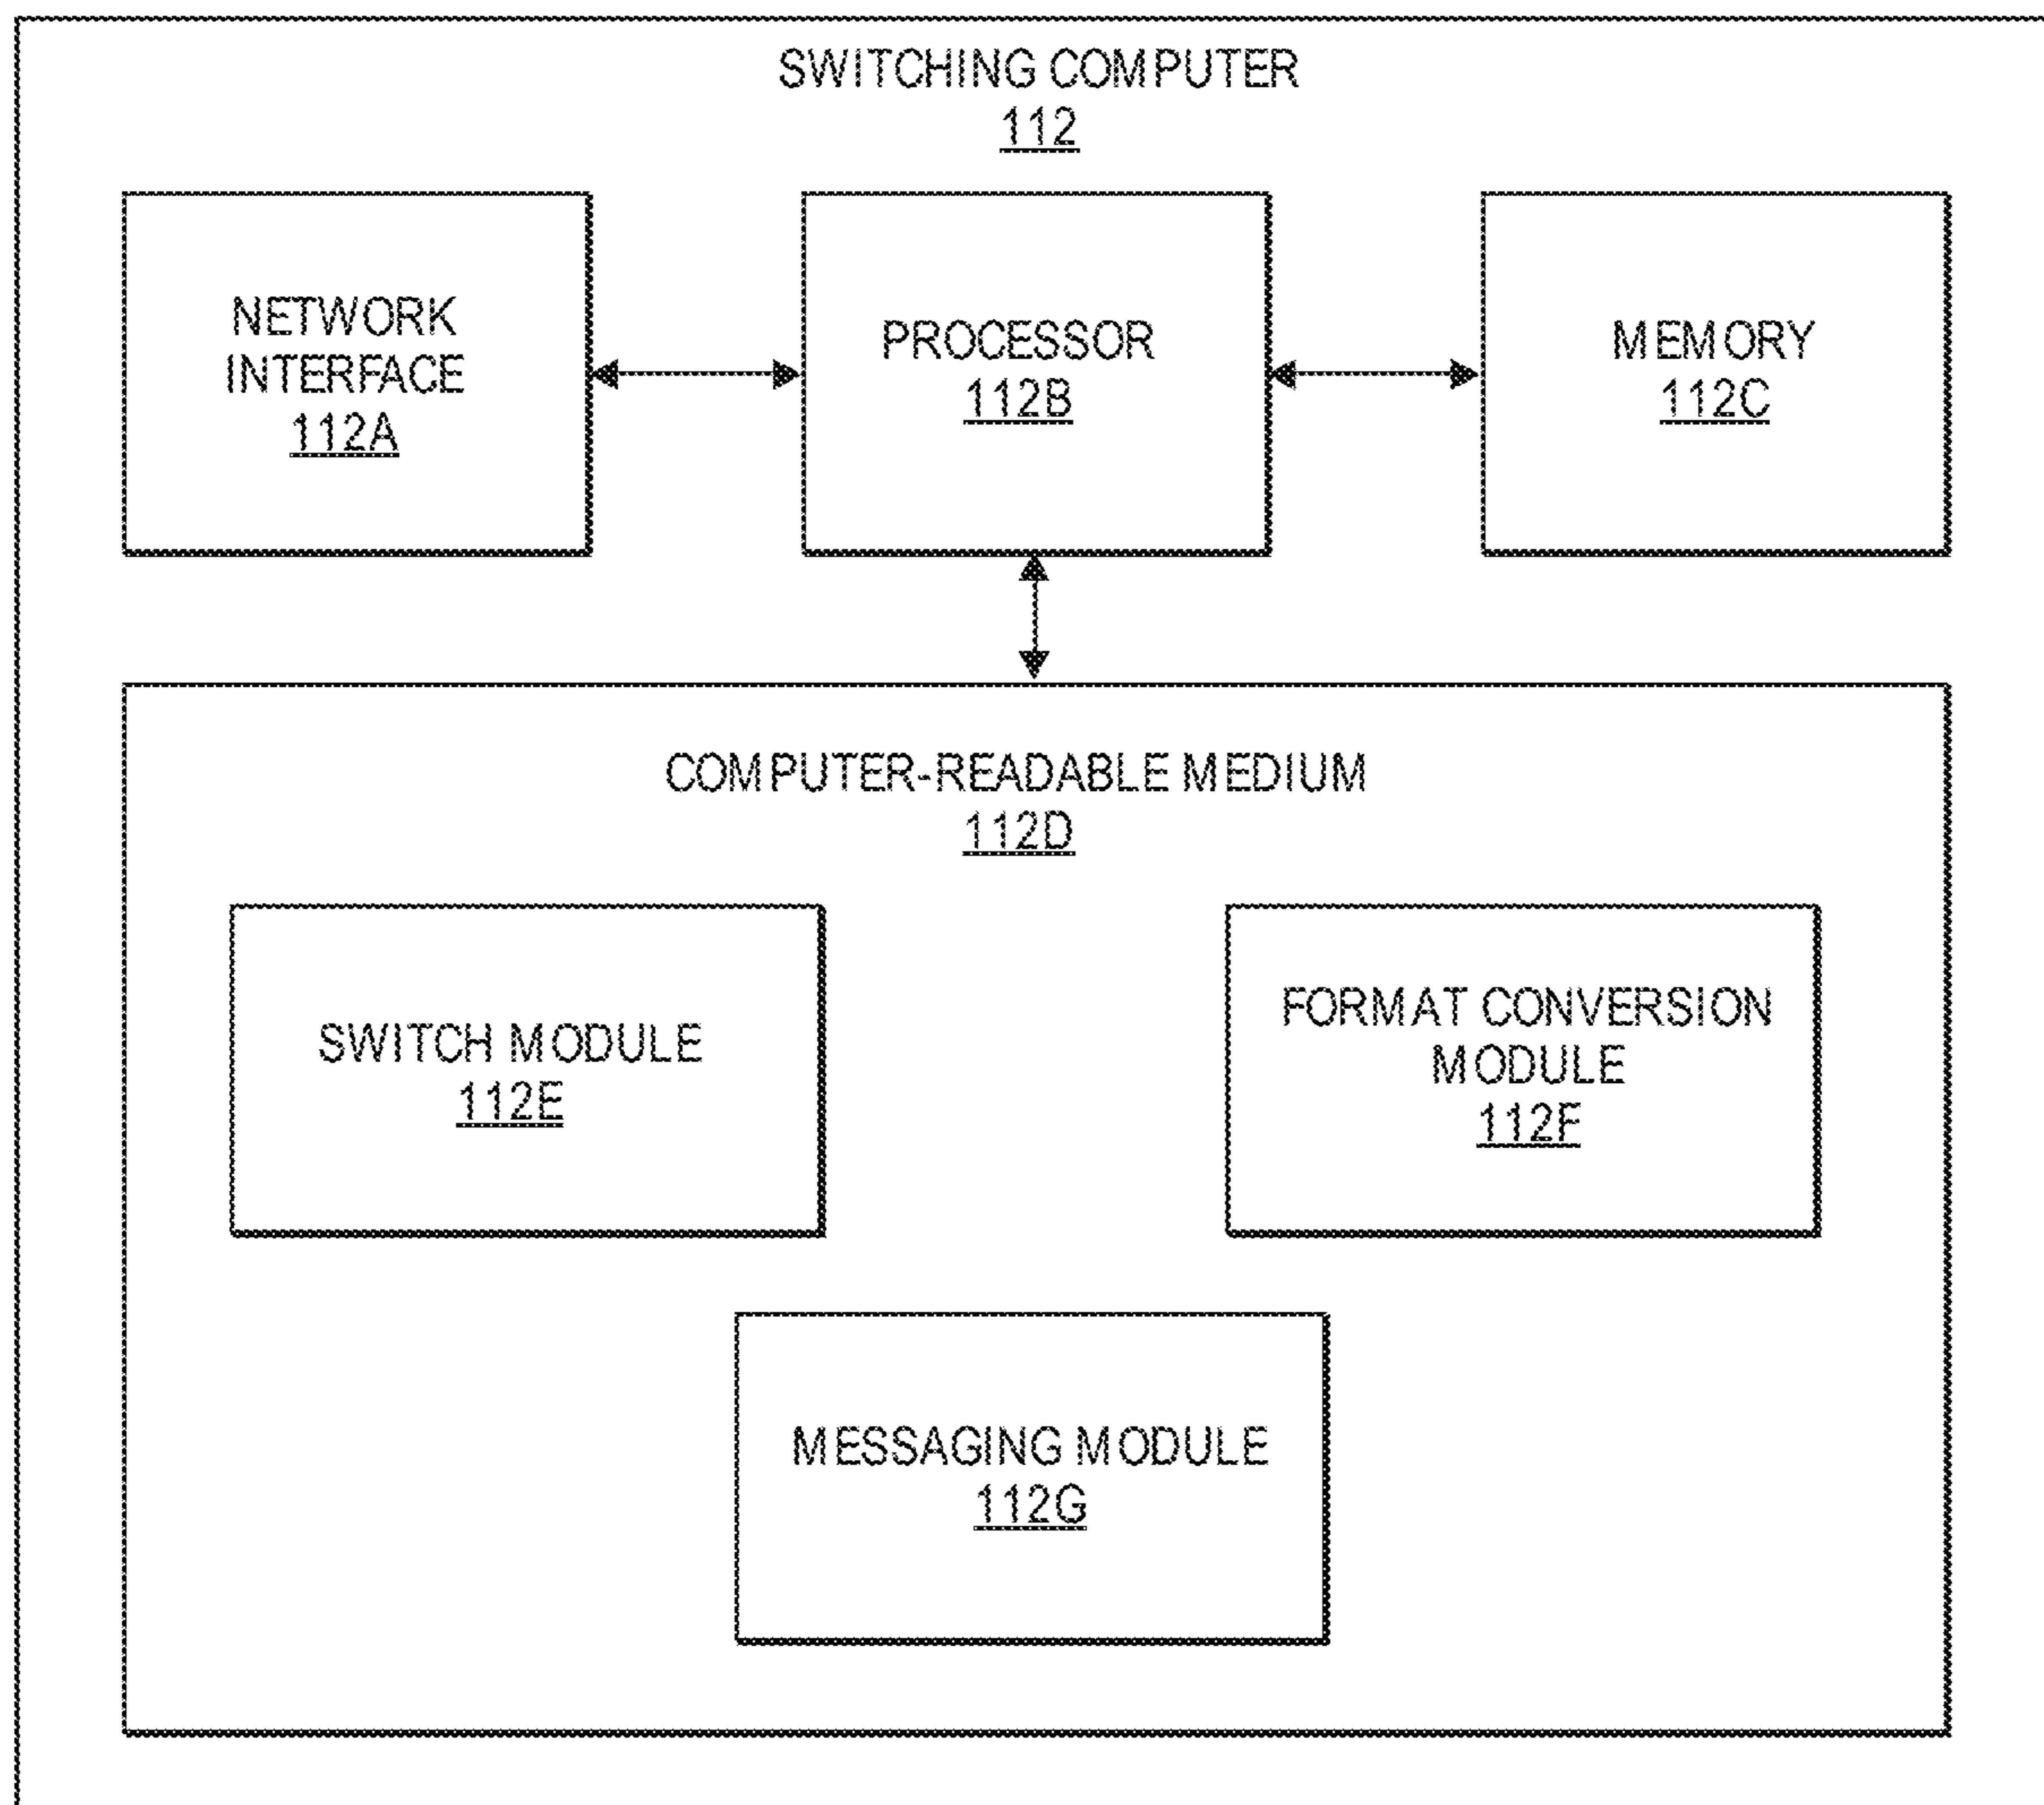 SWITCHING COMPUTER
112
NETWORK
INTERFACE
112A
PROCESSOR
112B
MEMORY
112C
COMPUTER-READABLE MEDIUM
112D
SWITCH MODULE
112E
FORMAT CONVERSION
MODULE
112F
MESSAGING MODULE
112G